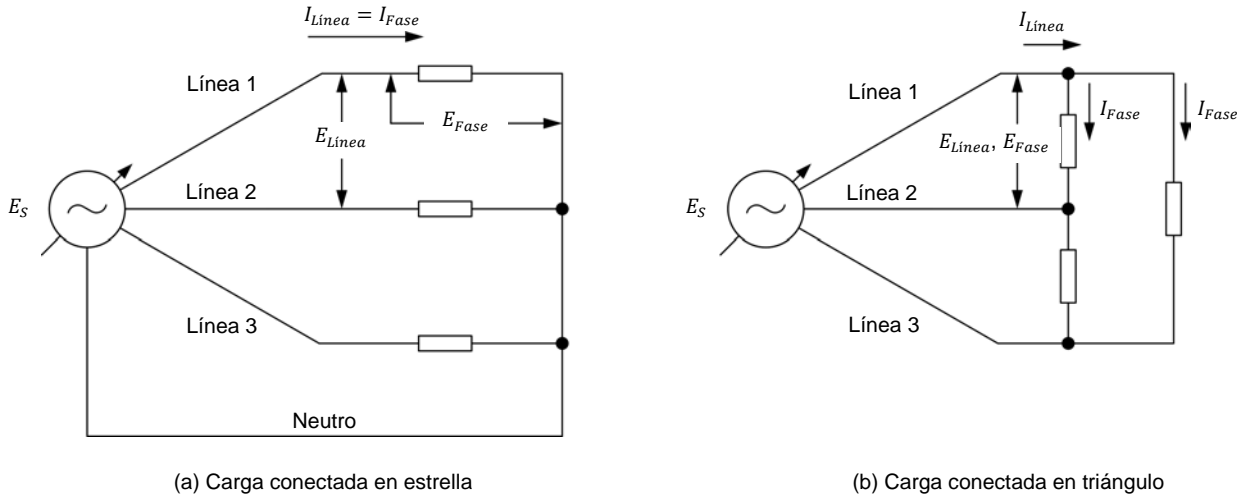 I_Línea = I_Fase
Línea 1
E_Línea
E_Fase
Línea 2
E_S
Línea 3
Neutro
(a) Carga conectada en estrella
I_Línea
Línea 1
I_Fase
I_Fase
E_Línea, E_Fase
Línea 2
E_S
Línea 3
(b) Carga conectada en triángulo